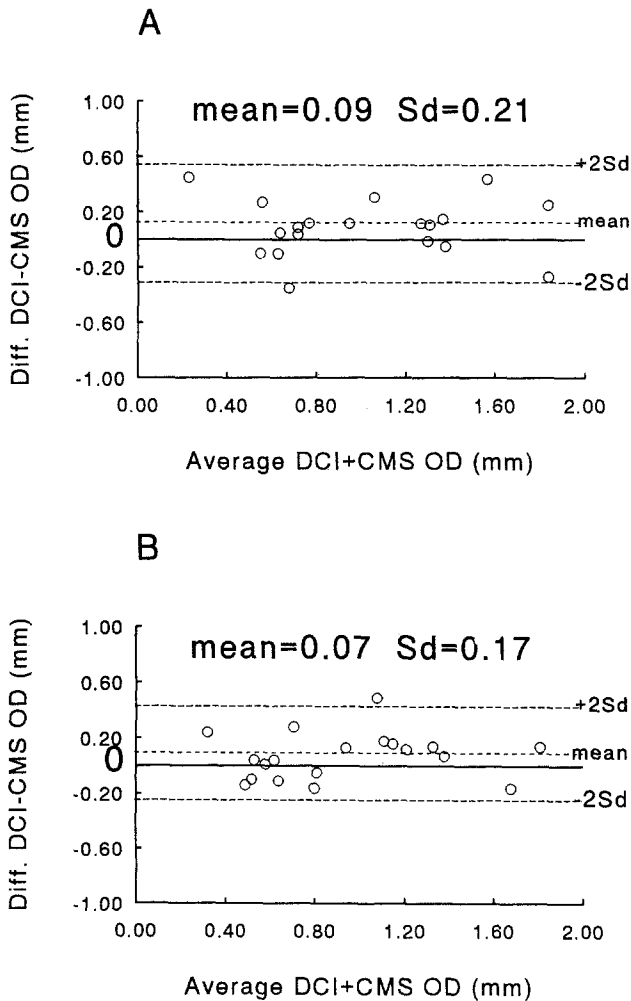 A
mean=0.09 Sd=0.21
Diff. DCI-CMS OD (mm)
1.00
0.60
0.20
0
-0.20
-0.60
-1.00
+2Sd
mean
-2Sd
0.00 0.40 0.80 1.20 1.60 2.00
Average DCI+CMS OD (mm)
B
mean=0.07 Sd=0.17
Diff. DCI-CMS OD (mm)
1.00
0.60
0.20
0
-0.20
-0.60
-1.00
+2Sd
mean
-2Sd
0.00 0.40 0.80 1.20 1.60 2.00
Average DCI+CMS OD (mm)